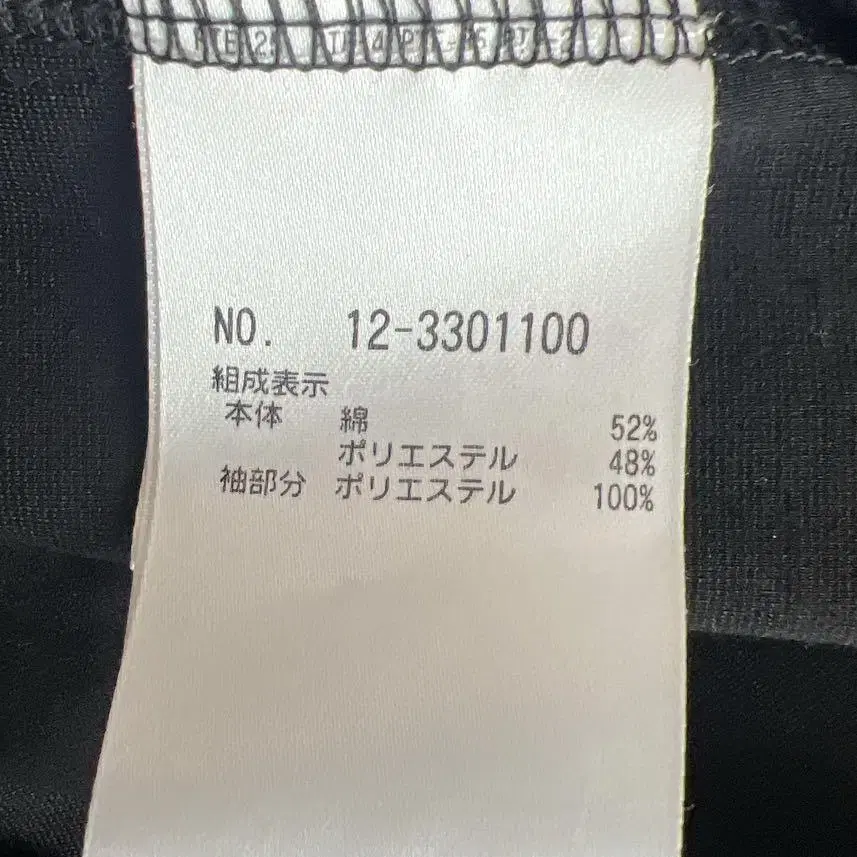 NO. 12-3301100
組成表示
本体 綿 52%
ポリエステル 48%
袖部分 ポリエステル 100%